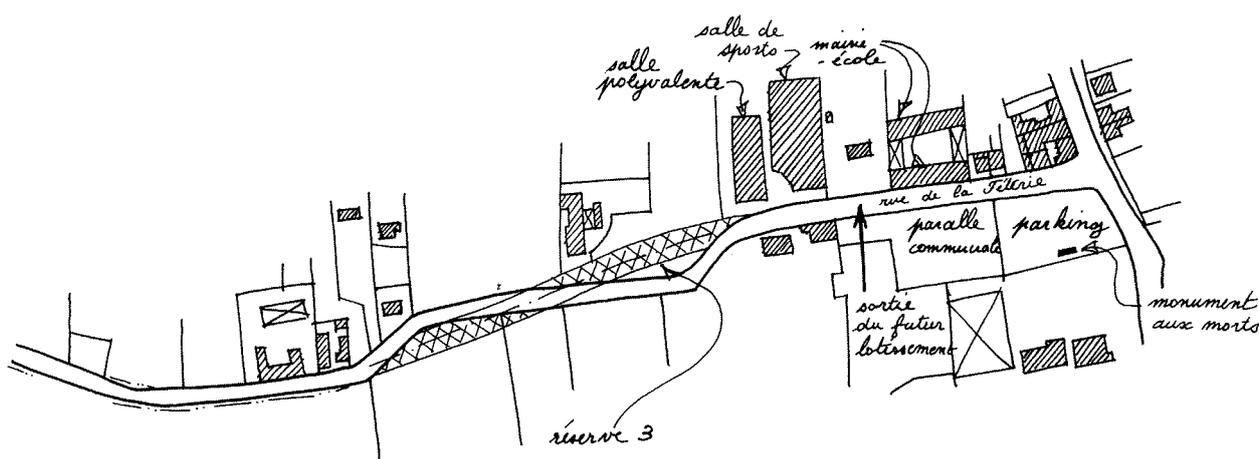 salle de
sports
mairie
-école
salle
polyvalente
rue de la Fêterie
parcelle
communale
parking
sortie
du futur
lotissement
monument
aux morts
réserve 3